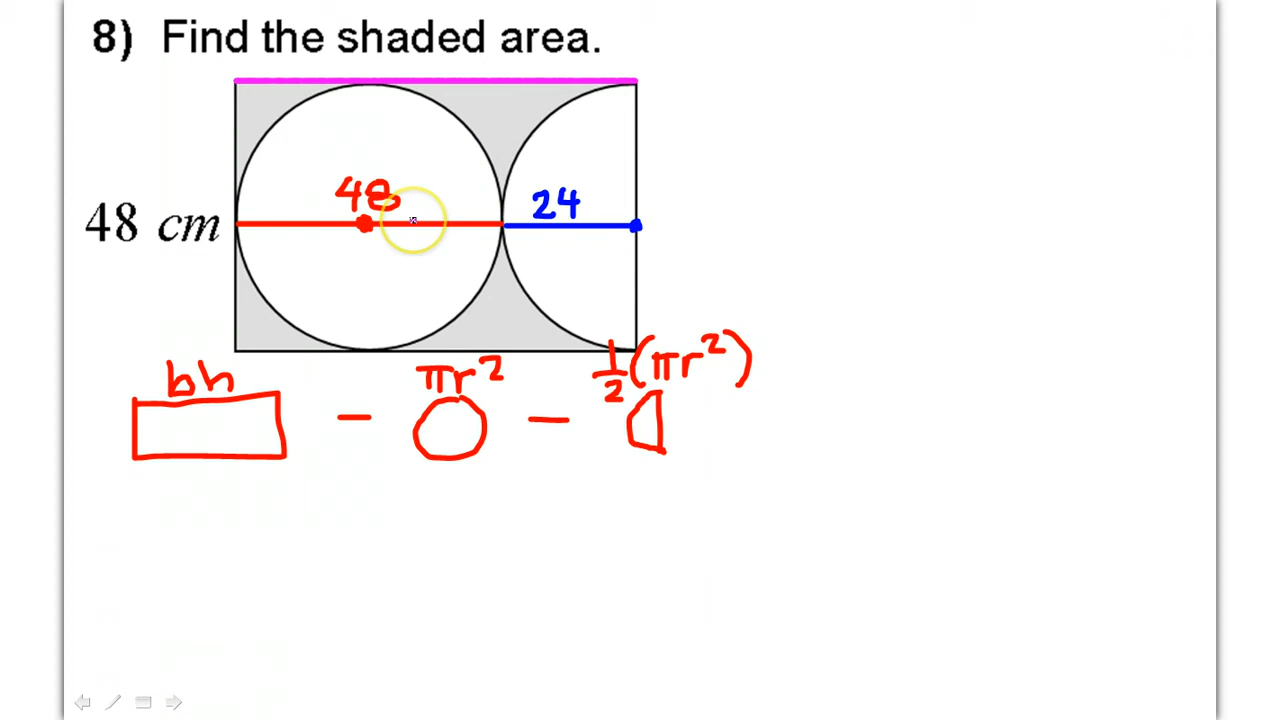 8) Find the shaded area.
48
24
48 cm
bh
πr²
½(πr²)
− −